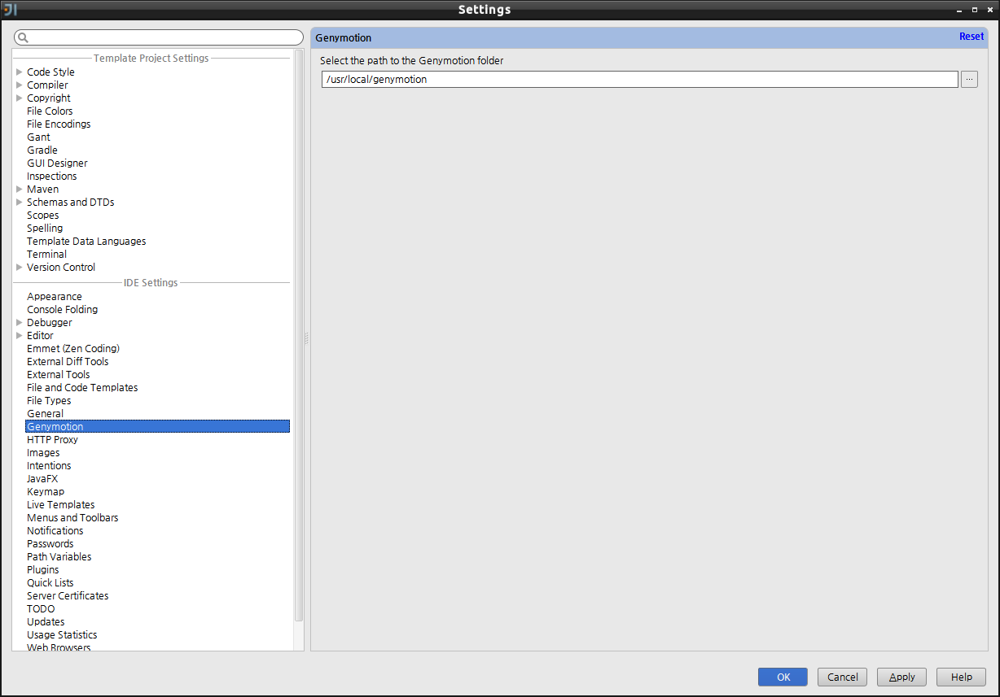 JI
Settings
Genymotion
Reset
Template Project Settings
Code Style
Compiler
Copyright
File Colors
File Encodings
Gant
Gradle
GUI Designer
Inspections
Maven
Schemas and DTDs
Scopes
Spelling
Template Data Languages
Terminal
Version Control
IDE Settings
Appearance
Console Folding
Debugger
Editor
Emmet (Zen Coding)
External Diff Tools
External Tools
File and Code Templates
File Types
General
Genymotion
HTTP Proxy
Images
Intentions
JavaFX
Keymap
Live Templates
Menus and Toolbars
Notifications
Passwords
Path Variables
Plugins
Quick Lists
Server Certificates
TODO
Updates
Usage Statistics
Web Browsers
Select the path to the Genymotion folder
/usr/local/genymotion
...
OK
Cancel
Apply
Help